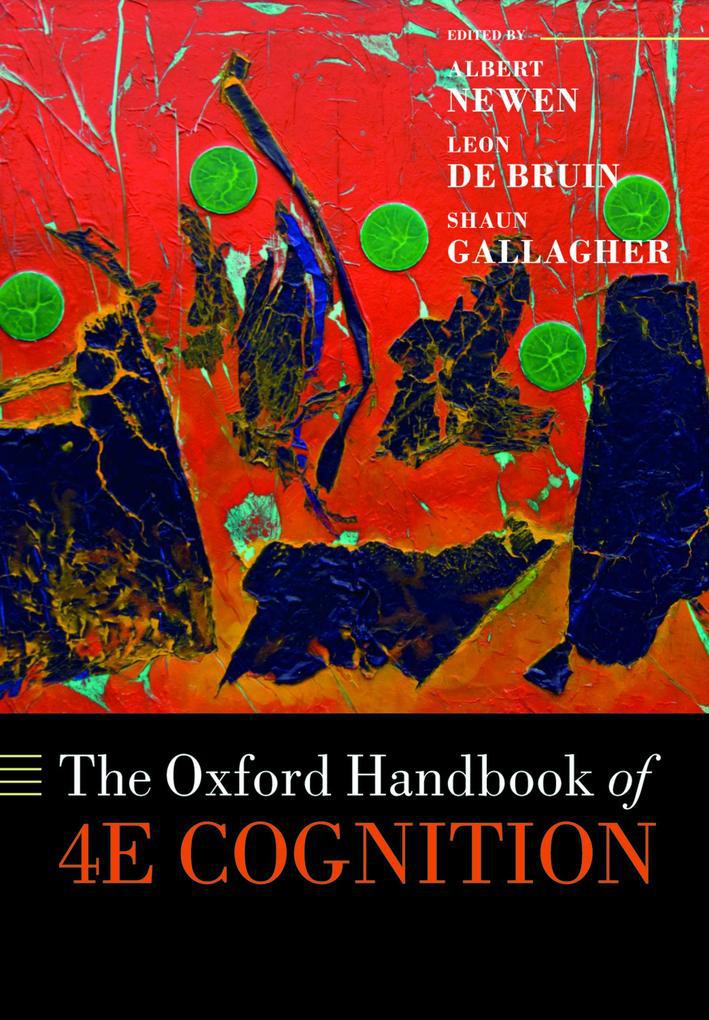 EDITED BY
ALBERT
NEWEN
LEON
DE BRUIN
SHAUN
GALLAGHER
The Oxford Handbook of
4E COGNITION